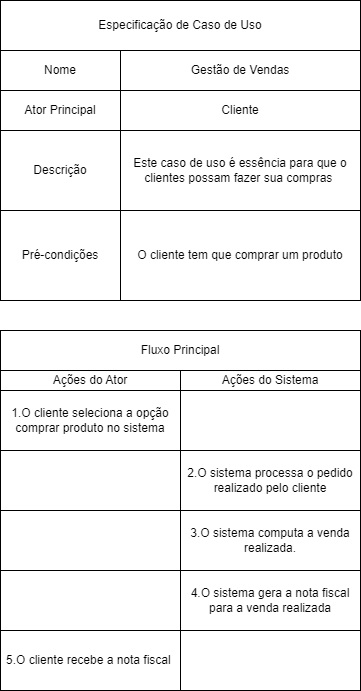 Especificação de Caso de Uso
Nome
Gestão de Vendas
Ator Principal
Cliente
Descrição
Este caso de uso é essência para que o
clientes possam fazer sua compras
Pré-condições
O cliente tem que comprar um produto
Fluxo Principal
Ações do Ator
Ações do Sistema
1.O cliente seleciona a opção
comprar produto no sistema
2.O sistema processa o pedido
realizado pelo cliente
3.O sistema computa a venda
realizada.
4.O sistema gera a nota fiscal
para a venda realizada
5.O cliente recebe a nota fiscal